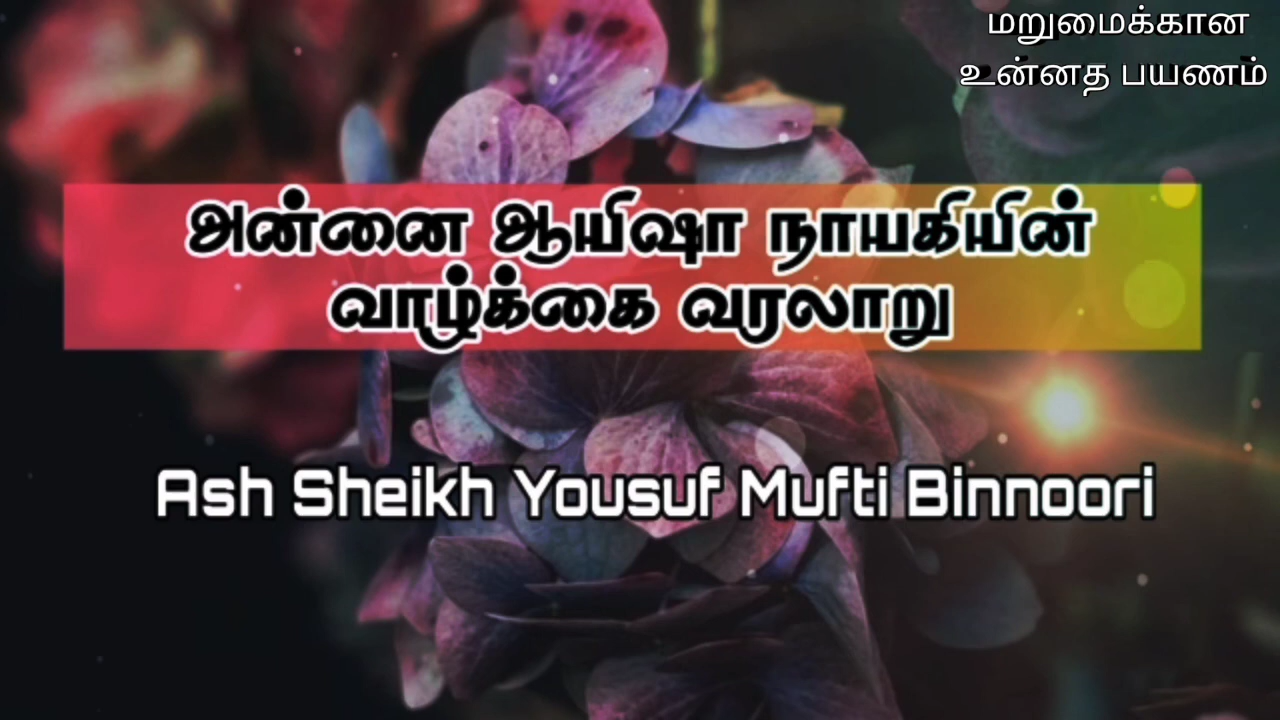 மறுமைக்கான
உன்னத பயணம்
அன்னை ஆயிஷா நாயகியின்
வாழ்க்கை வரலாறு
Ash Sheikh Yousuf Mufti Binnoori